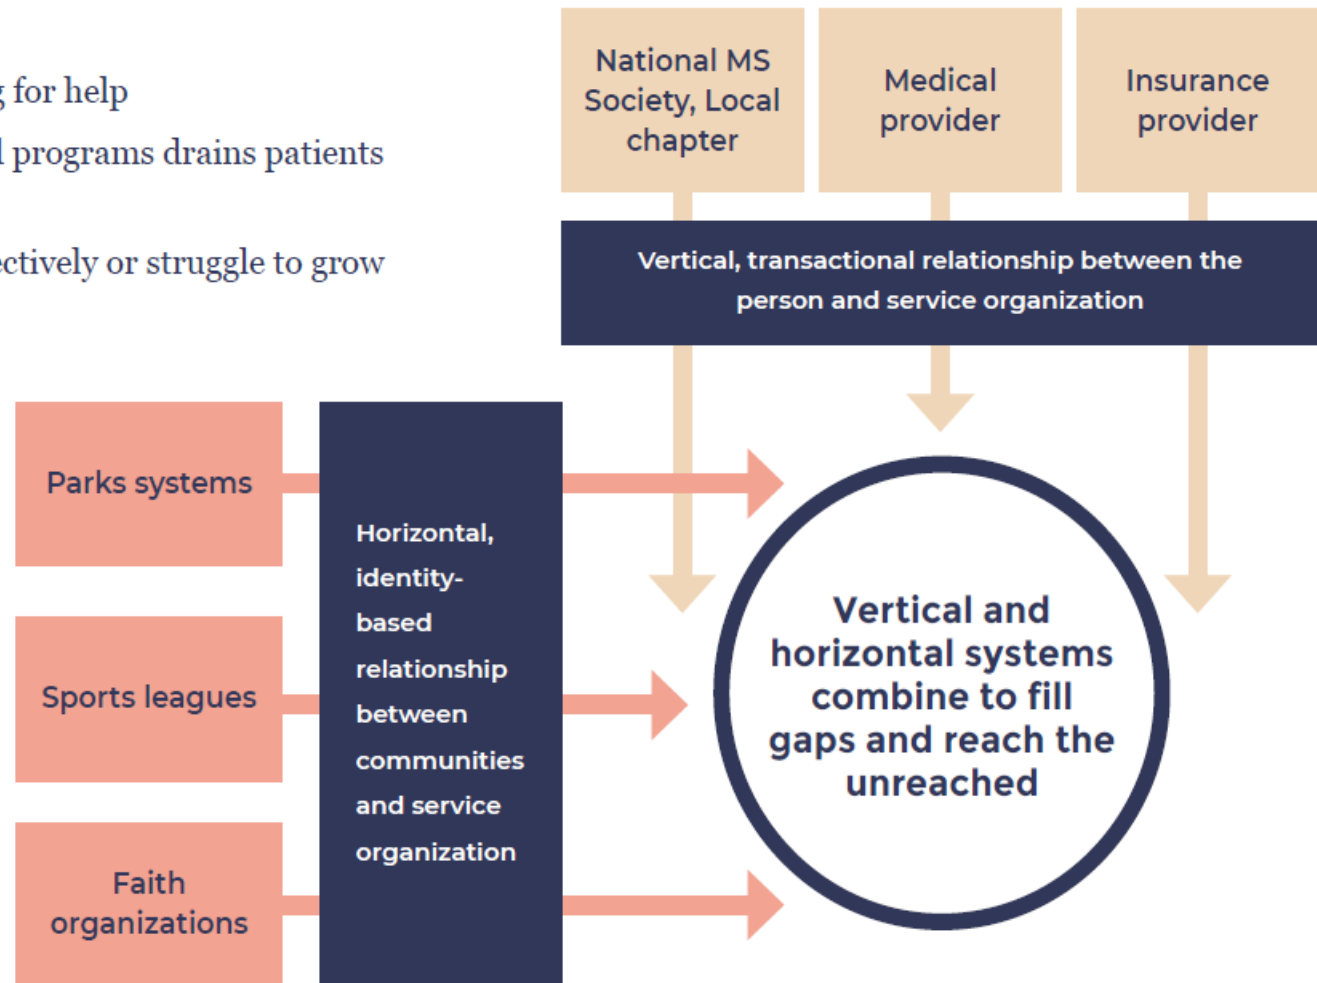 for help
programs drains patients
or struggle to grow
National MS
Society, Local
chapter
Medical
provider
Insurance
provider
Vertical, transactional relationship between the
person and service organization
Parks systems
Sports leagues
Faith
organizations
Horizontal,
identity-
based
relationship
between
communities
and service
organization
Vertical and
horizontal systems
combine to fill
gaps and reach the
unreached